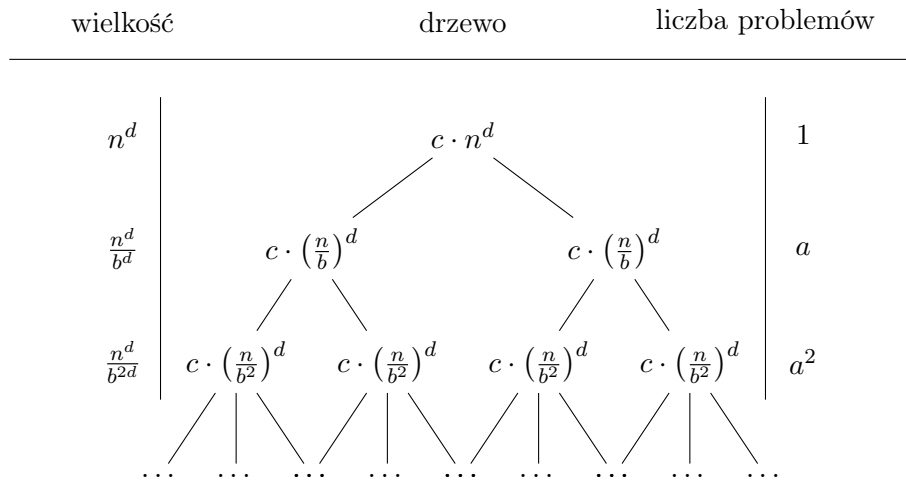 wielkość drzewo liczba problemów
n^d c · n^d 1
n^d/b^d c · (n/b)^d c · (n/b)^d a
n^d/b^{2d} c · (n/b^2)^d c · (n/b^2)^d c · (n/b^2)^d c · (n/b^2)^d a^2
... ... ... ... ... ... ... ... ...